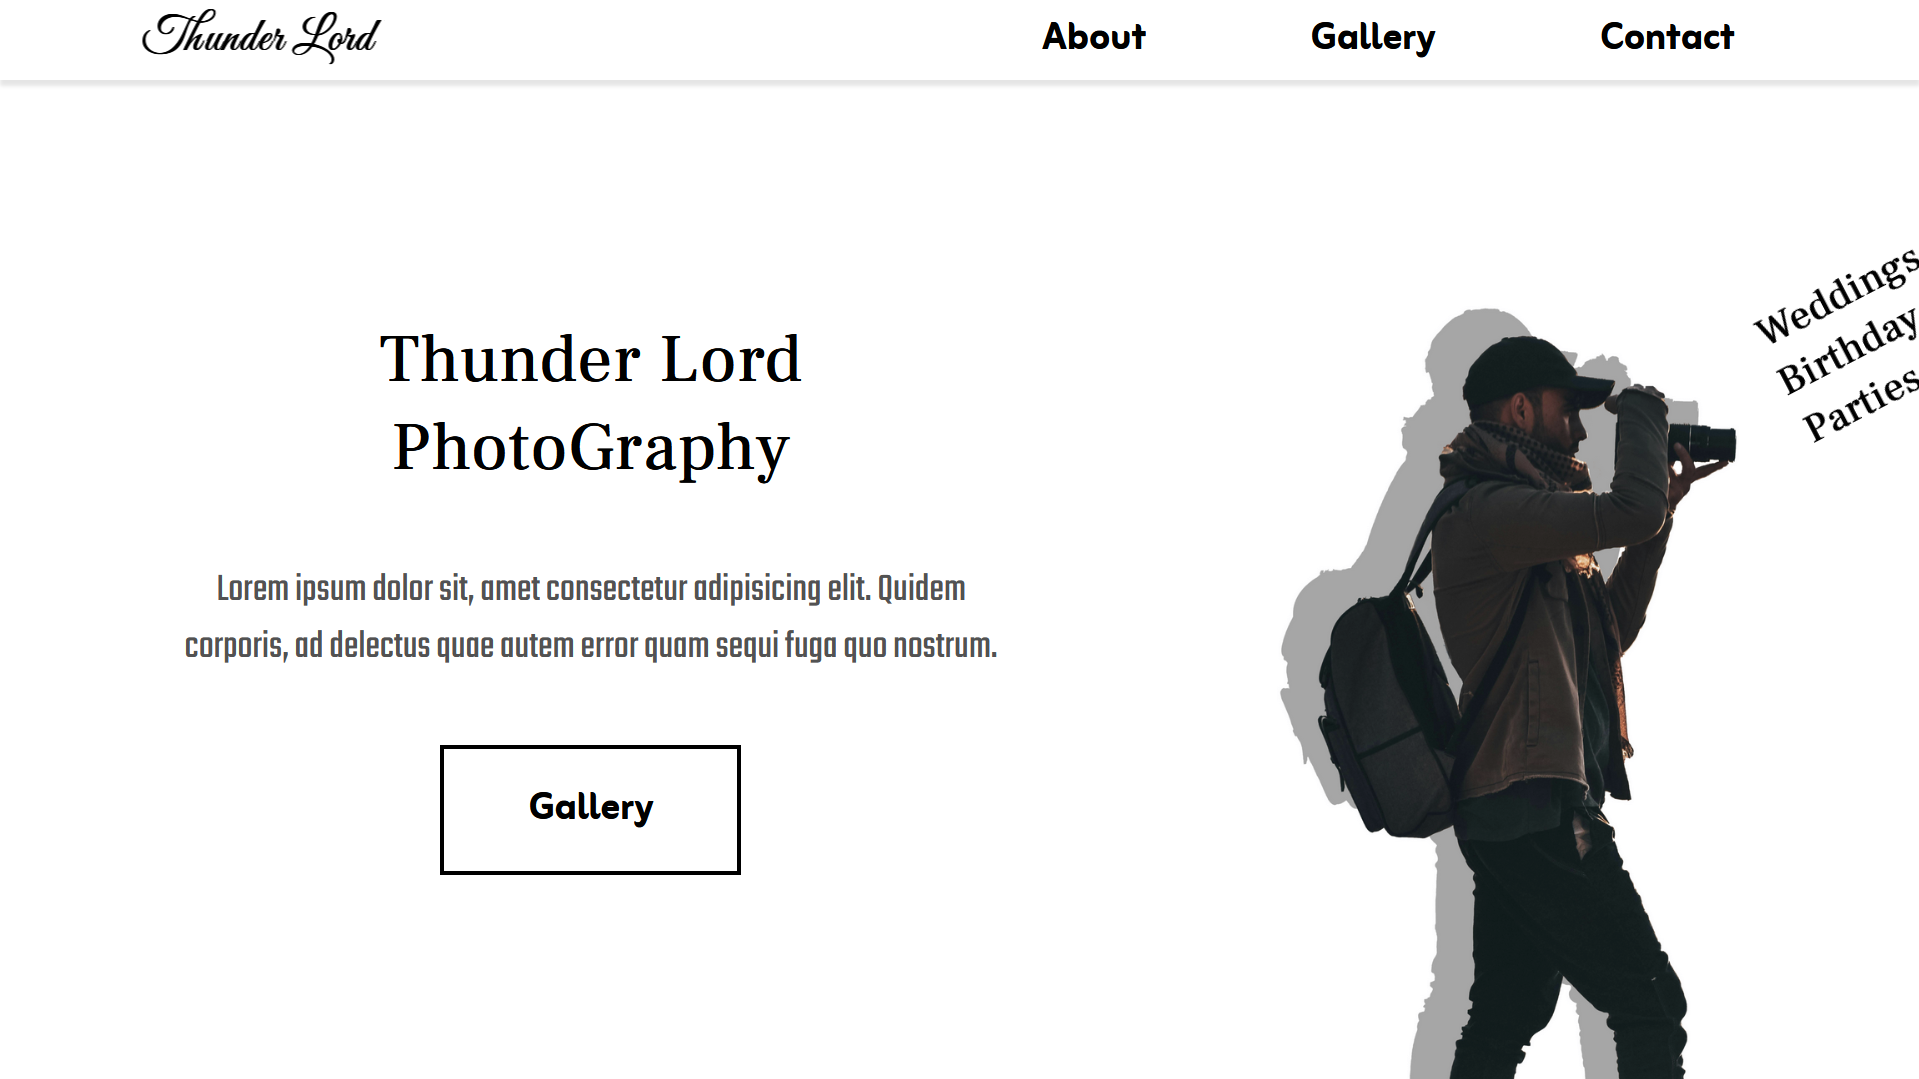 Thunder Lord
About
Gallery
Contact
Weddings
Birthday
Parties
Thunder Lord
PhotoGraphy
Lorem ipsum dolor sit, amet consectetur adipisicing elit. Quidem
corporis, ad delectus quae autem error quam sequi fuga quo nostrum.
Gallery